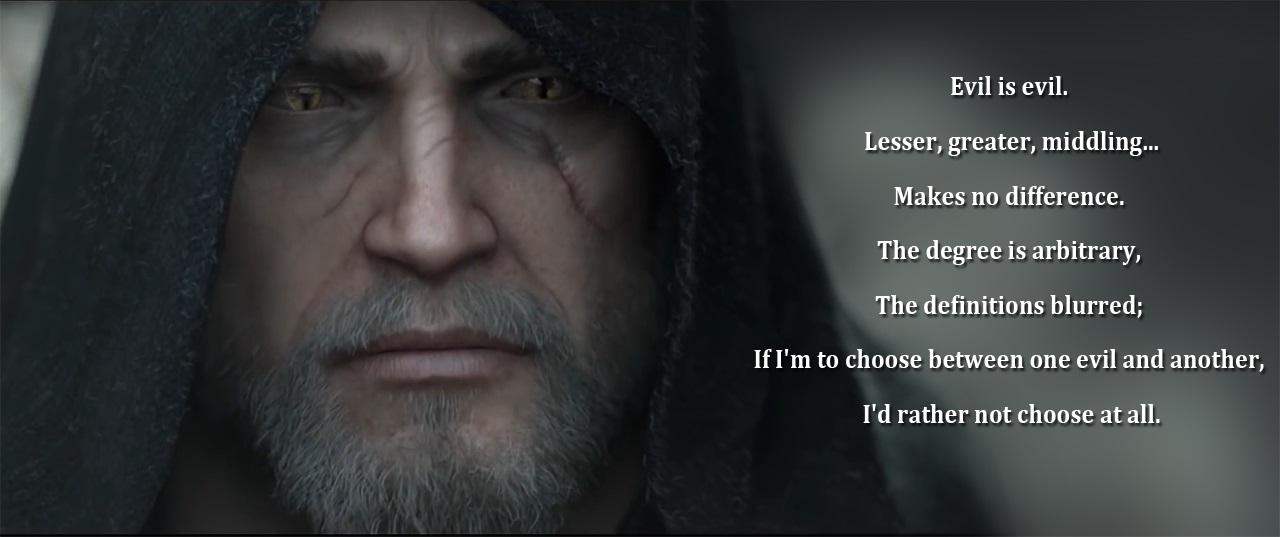 Evil is evil.
Lesser, greater, middling...
Makes no difference.
The degree is arbitrary,
The definitions blurred;
If I'm to choose between one evil and another,
I'd rather not choose at all.